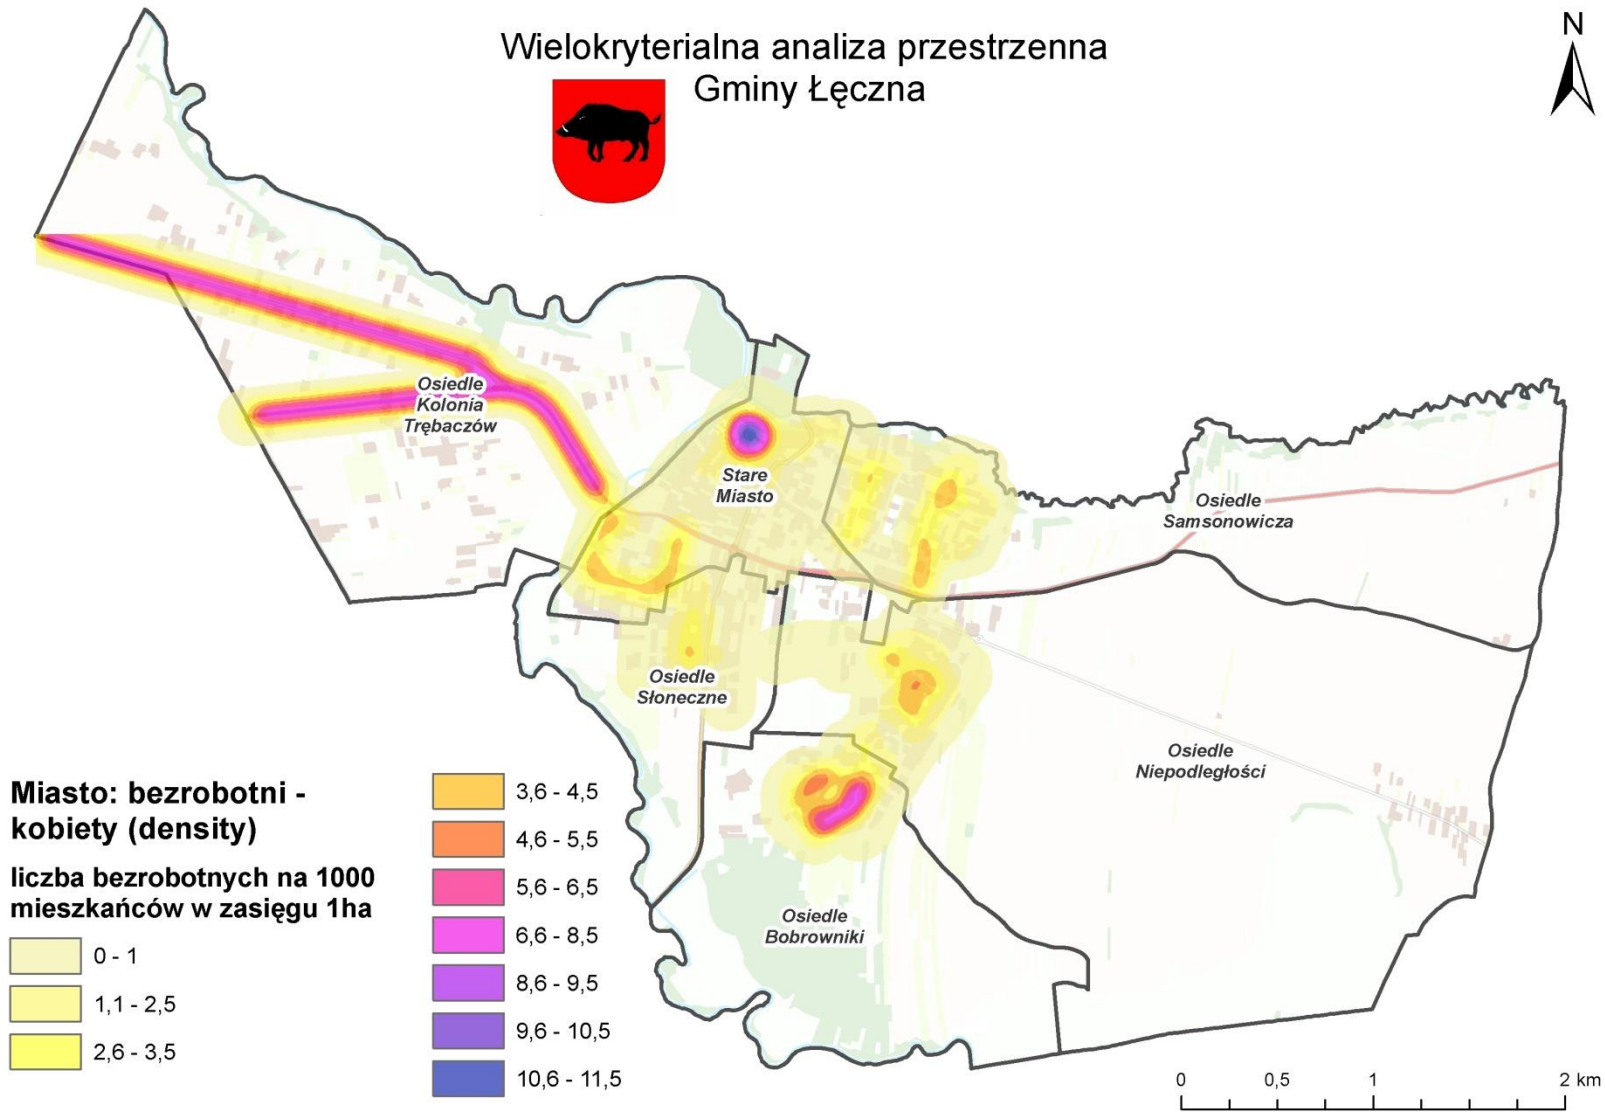 Wielokryterialna analiza przestrzenna
Gminy Łęczna
N
Osiedle
Kolonia
Trębaczów
Stare
Miasto
Osiedle
Samsonowicza
Osiedle
Słoneczne
Osiedle
Niepodległości
Osiedle
Bobrowniki
Miasto: bezrobotni -
kobiety (density)
liczba bezrobotnych na 1000
mieszkańców w zasięgu 1ha
0 - 1
1,1 - 2,5
2,6 - 3,5
3,6 - 4,5
4,6 - 5,5
5,6 - 6,5
6,6 - 8,5
8,6 - 9,5
9,6 - 10,5
10,6 - 11,5
0 0,5 1 2 km